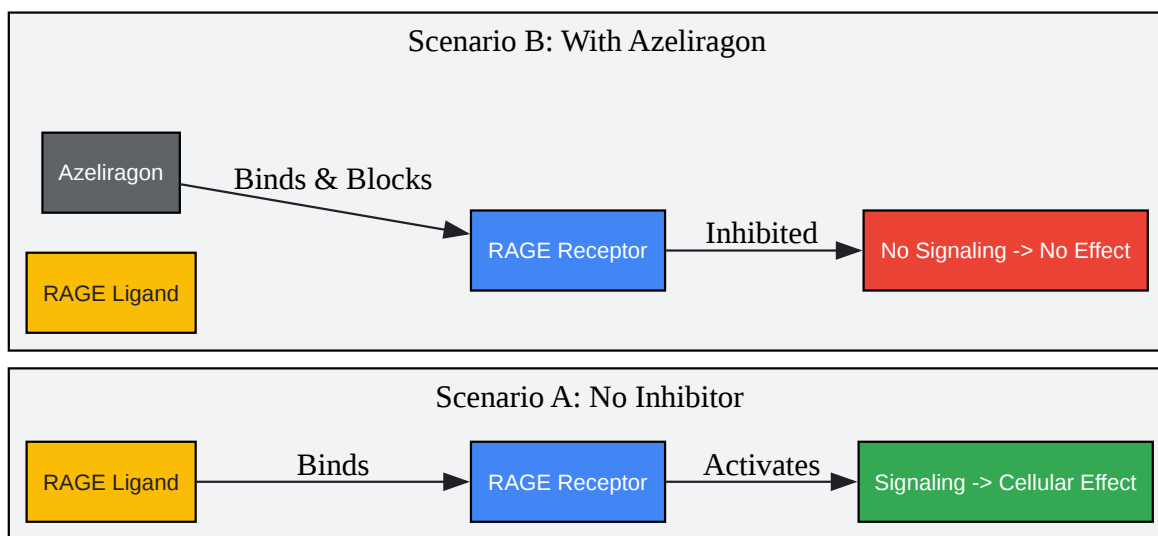 Scenario B: With Azeliragon
Azeliragon
Binds & Blocks
RAGE Receptor
Inhibited
No Signaling -> No Effect
RAGE Ligand
Scenario A: No Inhibitor
RAGE Ligand
Binds
RAGE Receptor
Activates
Signaling -> Cellular Effect